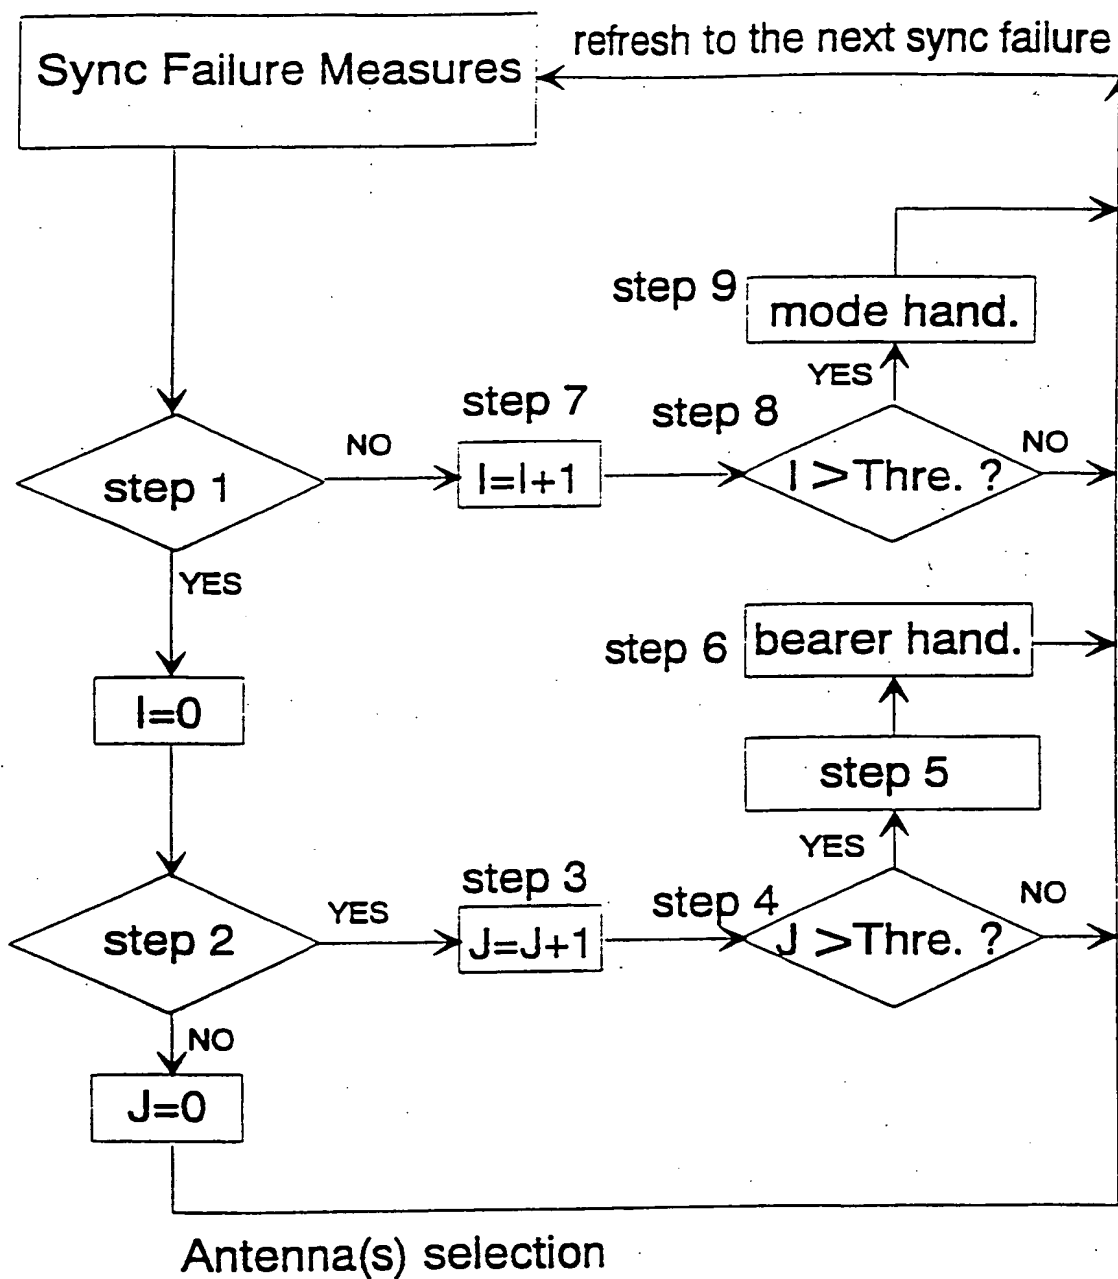 refresh to the next sync failure
Sync Failure Measures
step 9
mode hand.
YES
step 7
step 8
NO
NO
step 1
I=I+1
I >Thre. ?
YES
step 6
bearer hand.
I=0
step 5
YES
step 3
step 4
YES
NO
step 2
J=J+1
J >Thre. ?
NO
J=0
Antenna(s) selection